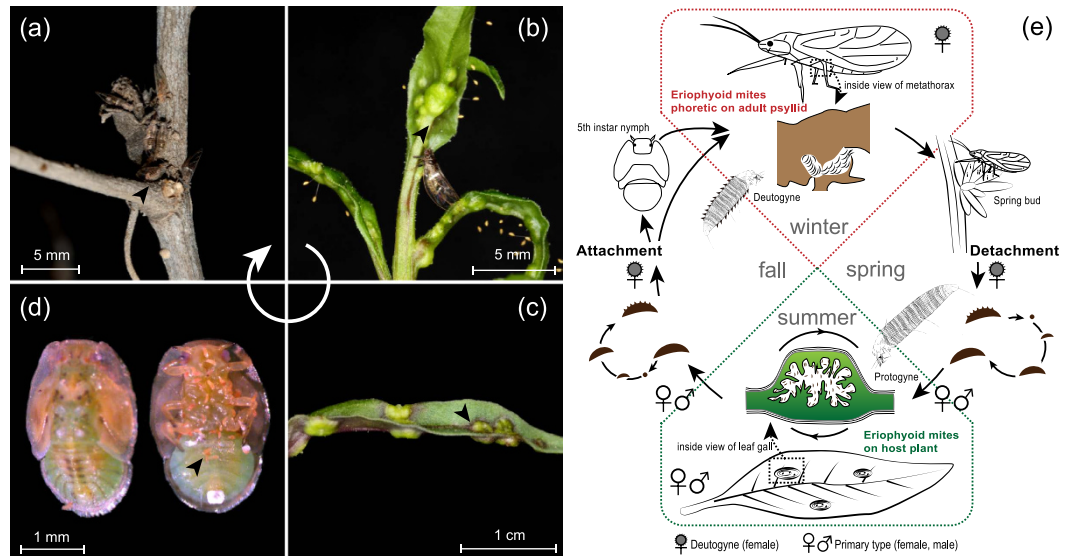 (a)
5 mm
(b)
5 mm
(d)
1 mm
(c)
1 cm
(e)
inside view of metathorax
Eriophyoid mites
phoretic on adult psyllid
5th instar nymph
Deutogyne
Spring bud
winter
Attachment
Detachment
fall
spring
summer
Protogyne
Eriophyoid mites
on host plant
inside view of leaf gall
Deutogyne (female)
Primary type (female, male)